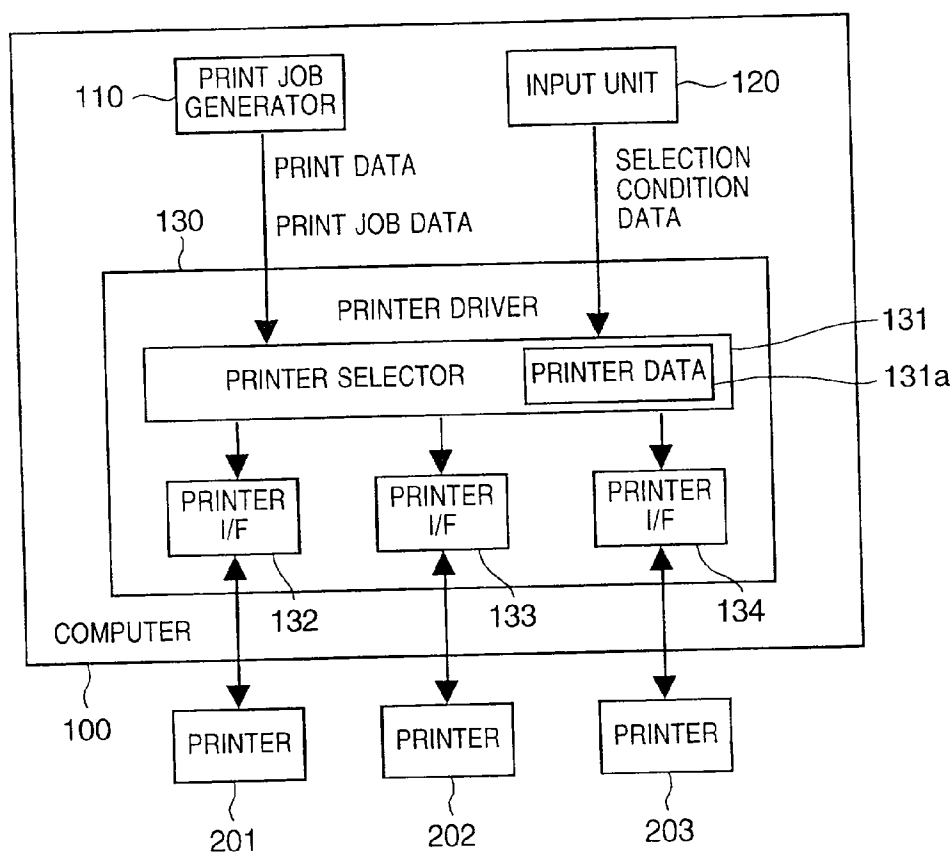 110
PRINT JOB
GENERATOR
INPUT UNIT
120
PRINT DATA
PRINT JOB DATA
SELECTION
CONDITION
DATA
130
PRINTER DRIVER
131
PRINTER SELECTOR
PRINTER DATA
131a
PRINTER
I/F
PRINTER
I/F
PRINTER
I/F
132
133
134
COMPUTER
100
PRINTER
PRINTER
PRINTER
201
202
203